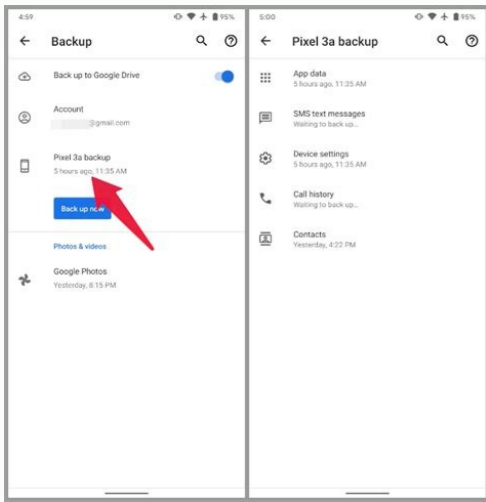 4:59
95%
Backup
Back up to Google Drive
Account
@gmail.com
Pixel 3a backup
5 hours ago, 11:35 AM
Back up now
Photos & videos
Google Photos
Yesterday, 8:15 PM
5:00
95%
Pixel 3a backup
App data
5 hours ago, 11:35 AM
SMS text messages
Waiting to back up...
Device settings
5 hours ago, 11:35 AM
Call history
Waiting to back up...
Contacts
Yesterday, 4:22 PM